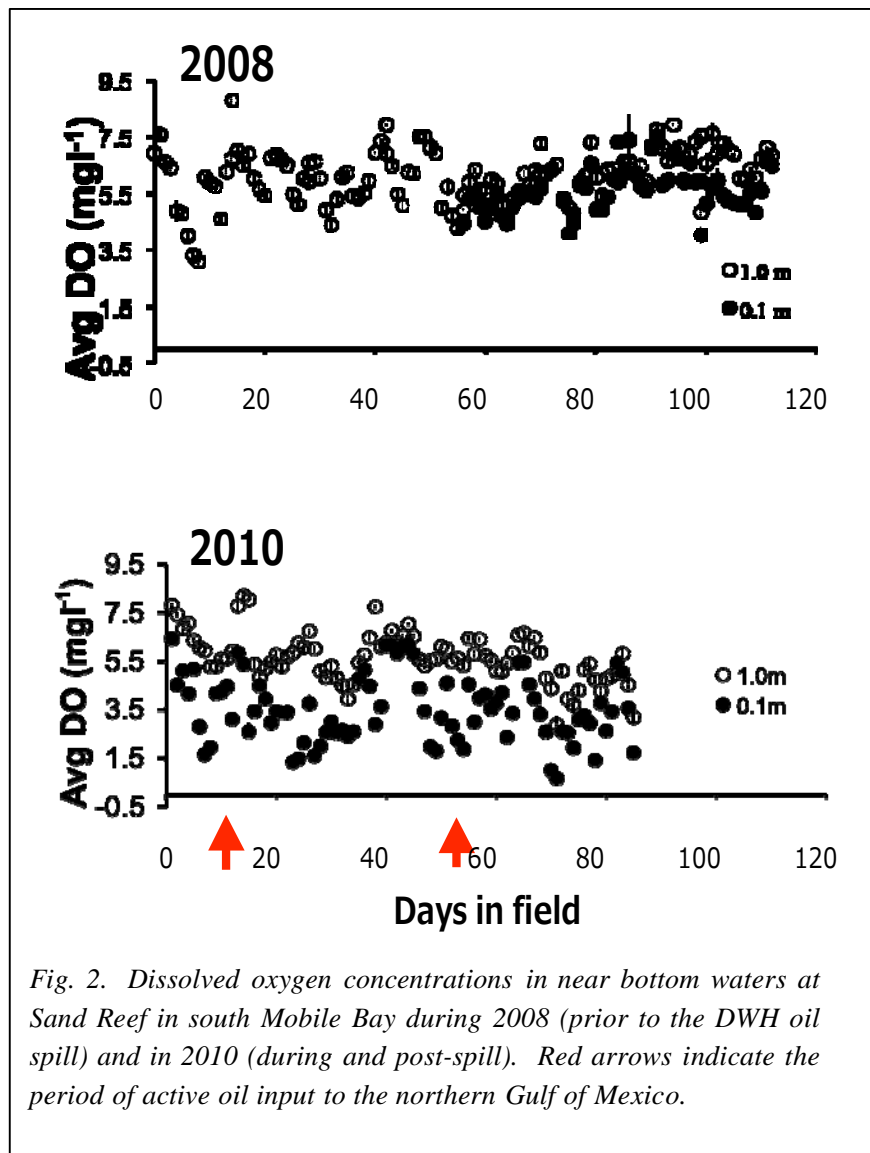 2008
Avg DO (mgl-1)
9.5
7.5
5.5
3.5
1.5
-0.5
1.0 m
0.1 m
0 20 40 60 80 100 120
2010
Avg DO (mgl-1)
9.5
7.5
5.5
3.5
1.5
-0.5
1.0m
0.1m
0 20 40 60 80 100 120
Days in field
Fig. 2. Dissolved oxygen concentrations in near bottom waters at
Sand Reef in south Mobile Bay during 2008 (prior to the DWH oil
spill) and in 2010 (during and post-spill). Red arrows indicate the
period of active oil input to the northern Gulf of Mexico.